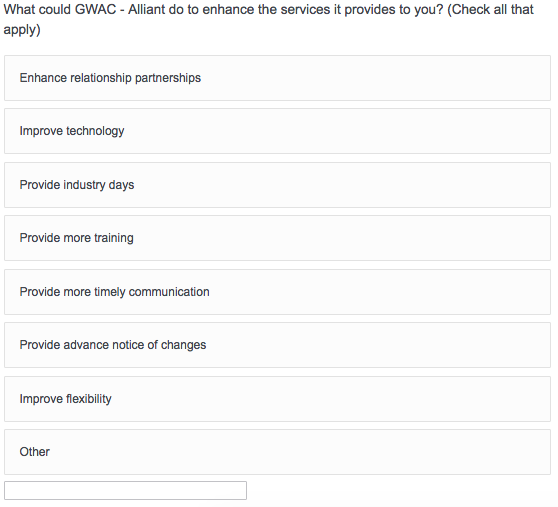 What could GWAC - Alliant do to enhance the services it provides to you? (Check all that
apply)
Enhance relationship partnerships
Improve technology
Provide industry days
Provide more training
Provide more timely communication
Provide advance notice of changes
Improve flexibility
Other